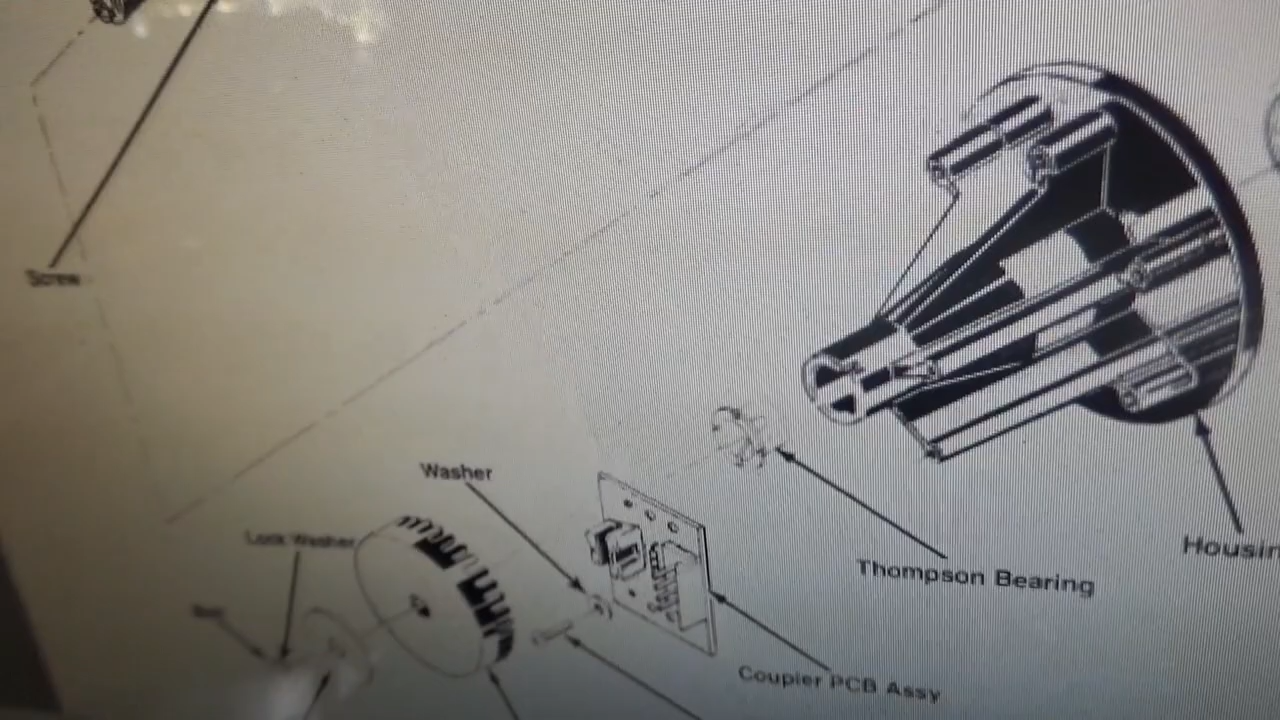 Screw
Washer
Lock Washer
Thompson Bearing
Housin
Coupler PCB Assy